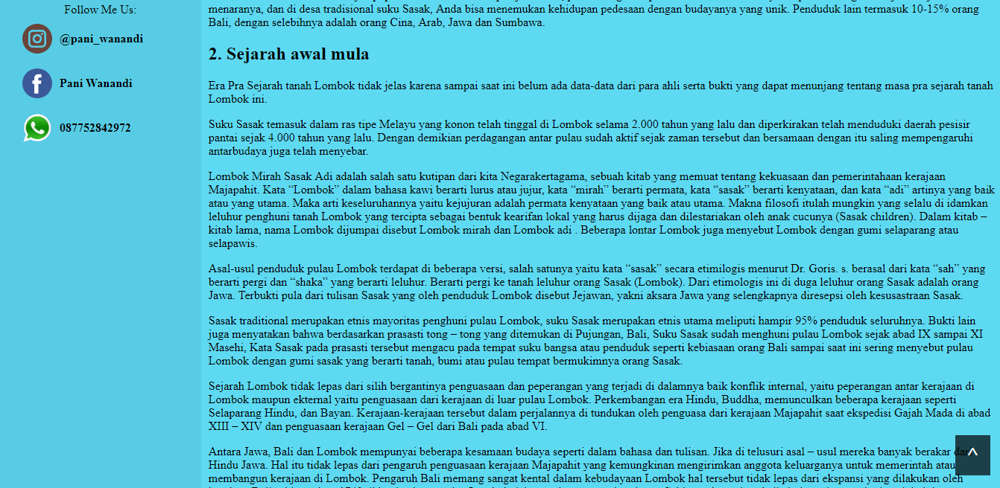 Follow Me Us:
@pani_wanandi
Pani Wanandi
087752842972
menaranya, dan di desa tradisional suku Sasak, Anda bisa menemukan kehidupan pedesaan dengan budayanya yang unik. Penduduk lain termasuk 10-15% orang
Bali, dengan selebihnya adalah orang Cina, Arab, Jawa dan Sumbawa.
2. Sejarah awal mula
Era Pra Sejarah tanah Lombok tidak jelas karena sampai saat ini belum ada data-data dari para ahli serta bukti yang dapat menunjang tentang masa pra sejarah tanah
Lombok ini.
Suku Sasak temasuk dalam ras tipe Melayu yang konon telah tinggal di Lombok selama 2.000 tahun yang lalu dan diperkirakan telah menduduki daerah pesisir
pantai sejak 4.000 tahun yang lalu. Dengan demikian perdagangan antar pulau sudah aktif sejak zaman tersebut dan bersamaan dengan itu saling mempengaruhi
antarbudaya juga telah menyebar.
Lombok Mirah Sasak Adi adalah salah satu kutipan dari kita Negarakertagama, sebuah kitab yang memuat tentang kekuasaan dan pemerintahaan kerajaan
Majapahit. Kata “Lombok” dalam bahasa kawi berarti lurus atau jujur, kata “mirah” berarti permata, kata “sasak” berarti kenyataan, dan kata “adi” artinya yang baik
atau yang utama. Maka arti keseluruhannya yaitu kejujuran adalah permata kenyataan yang baik atau utama. Makna filosofi itulah mungkin yang selalu di idamkan
leluhur penghuni tanah Lombok yang tercipta sebagai bentuk kearifan lokal yang harus dijaga dan dilestariakan oleh anak cucunya (Sasak children). Dalam kitab –
kitab lama, nama Lombok dijumpai disebut Lombok mirah dan Lombok adi . Beberapa lontar Lombok juga menyebut Lombok dengan gumi selaparang atau
selapawis.
Asal-usul penduduk pulau Lombok terdapat di beberapa versi, salah satunya yaitu kata “sasak” secara etimilogis menurut Dr. Goris. s. berasal dari kata “sah” yang
berarti pergi dan “shaka” yang berarti leluhur. Berarti pergi ke tanah leluhur orang Sasak (Lombok). Dari etimologis ini di duga leluhur orang Sasak adalah orang
Jawa. Terbukti pula dari tulisan Sasak yang oleh penduduk Lombok disebut Jejawan, yakni aksara Jawa yang selengkapnya diresepsi oleh kesusastraan Sasak.
Sasak traditional merupakan etnis mayoritas penghuni pulau Lombok, suku Sasak merupakan etnis utama meliputi hampir 95% penduduk seluruhnya. Bukti lain
juga menyatakan bahwa berdasarkan prasasti tong – tong yang ditemukan di Pujungan, Bali, Suku Sasak sudah menghuni pulau Lombok sejak abad IX sampai XI
Masehi, Kata Sasak pada prasasti tersebut mengacu pada tempat suku bangsa atau penduduk seperti kebiasaan orang Bali sampai saat ini sering menyebut pulau
Lombok dengan gumi sasak yang berarti tanah, bumi atau pulau tempat bermukimnya orang Sasak.
Sejarah Lombok tidak lepas dari silih bergantinya penguasaan dan peperangan yang terjadi di dalamnya baik konflik internal, yaitu peperangan antar kerajaan di
Lombok maupun ekternal yaitu penguasaan dari kerajaan di luar pulau Lombok. Perkembangan era Hindu, Buddha, memunculkan beberapa kerajaan seperti
Selaparang Hindu, dan Bayan. Kerajaan-kerajaan tersebut dalam perjalannya di tundukan oleh penguasa dari kerajaan Majapahit saat ekspedisi Gajah Mada di abad
XIII – XIV dan penguasaan kerajaan Gel – Gel dari Bali pada abad VI.
Antara Jawa, Bali dan Lombok mempunyai beberapa kesamaan budaya seperti dalam bahasa dan tulisan. Jika di telusuri asal – usul mereka banyak berakar dari
Hindu Jawa. Hal itu tidak lepas dari pengaruh penguasaan kerajaan Majapahit yang kemungkinan mengirimkan anggota keluarganya untuk memerintah atau
membangun kerajaan di Lombok. Pengaruh Bali memang sangat kental dalam kebudayaan Lombok hal tersebut tidak lepas dari ekspansi yang dilakukan oleh